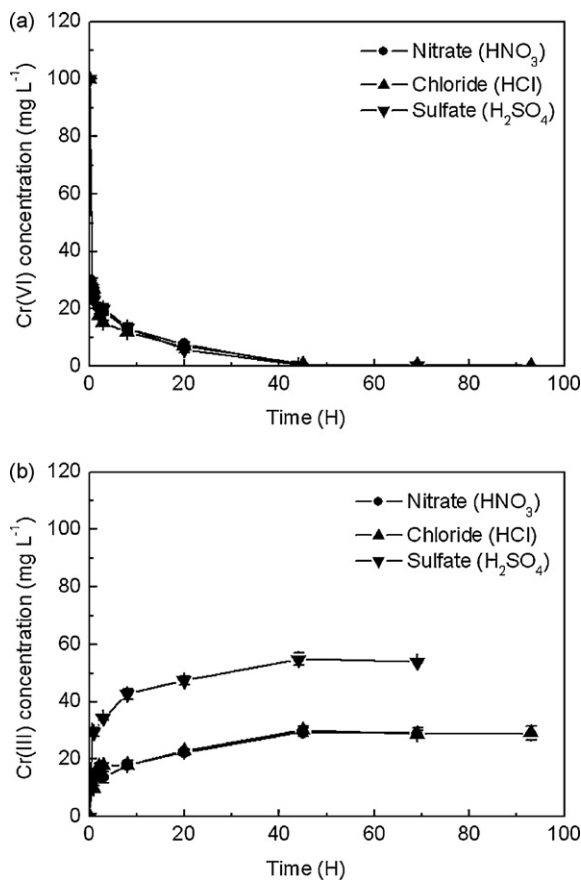 (a)
120
100
80
60
40
20
0
Cr(VI) concentration (mg L⁻¹)
Nitrate (HNO₃)
Chloride (HCl)
Sulfate (H₂SO₄)
0 20 40 60 80 100
Time (H)
(b)
120
100
80
60
40
20
0
Cr(III) concentration (mg L⁻¹)
Nitrate (HNO₃)
Chloride (HCl)
Sulfate (H₂SO₄)
0 20 40 60 80 100
Time (H)